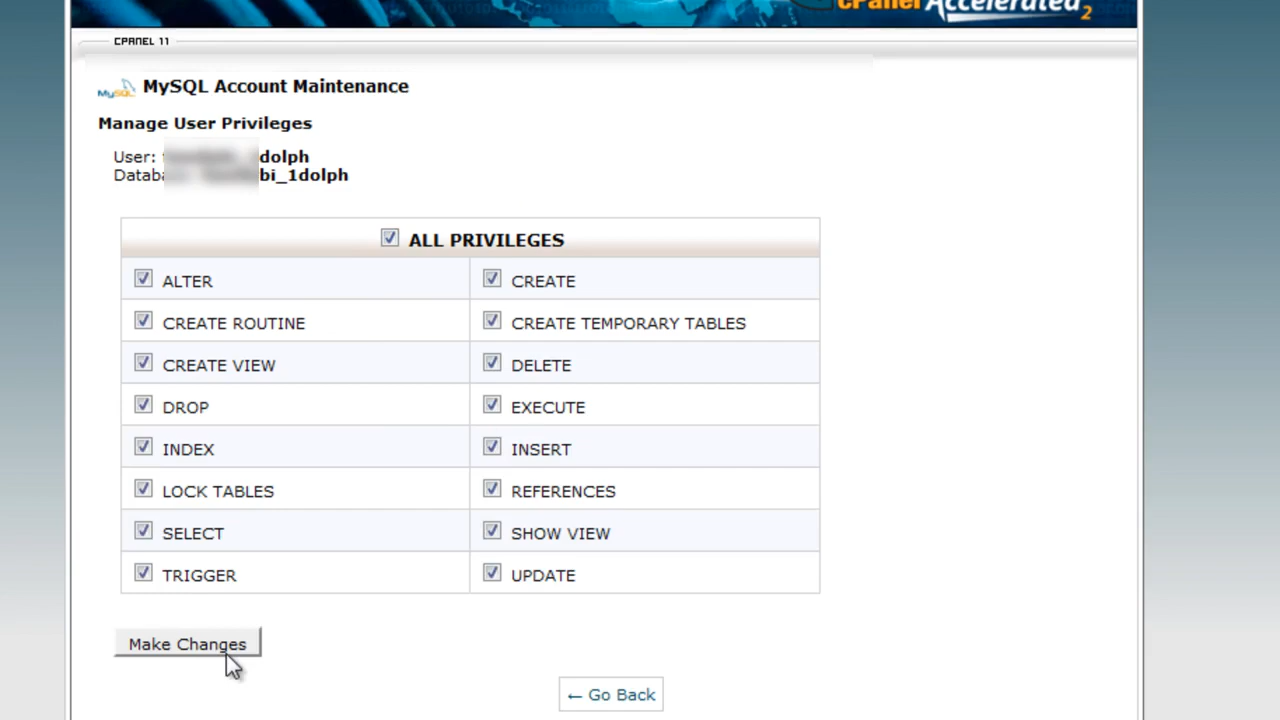 cPanel Accelerated2
CPANEL 11
MySQL MySQL Account Maintenance
Manage User Privileges
User: dolph
Databa bi_1dolph
ALL PRIVILEGES
ALTER CREATE
CREATE ROUTINE CREATE TEMPORARY TABLES
CREATE VIEW DELETE
DROP EXECUTE
INDEX INSERT
LOCK TABLES REFERENCES
SELECT SHOW VIEW
TRIGGER UPDATE
Make Changes
← Go Back